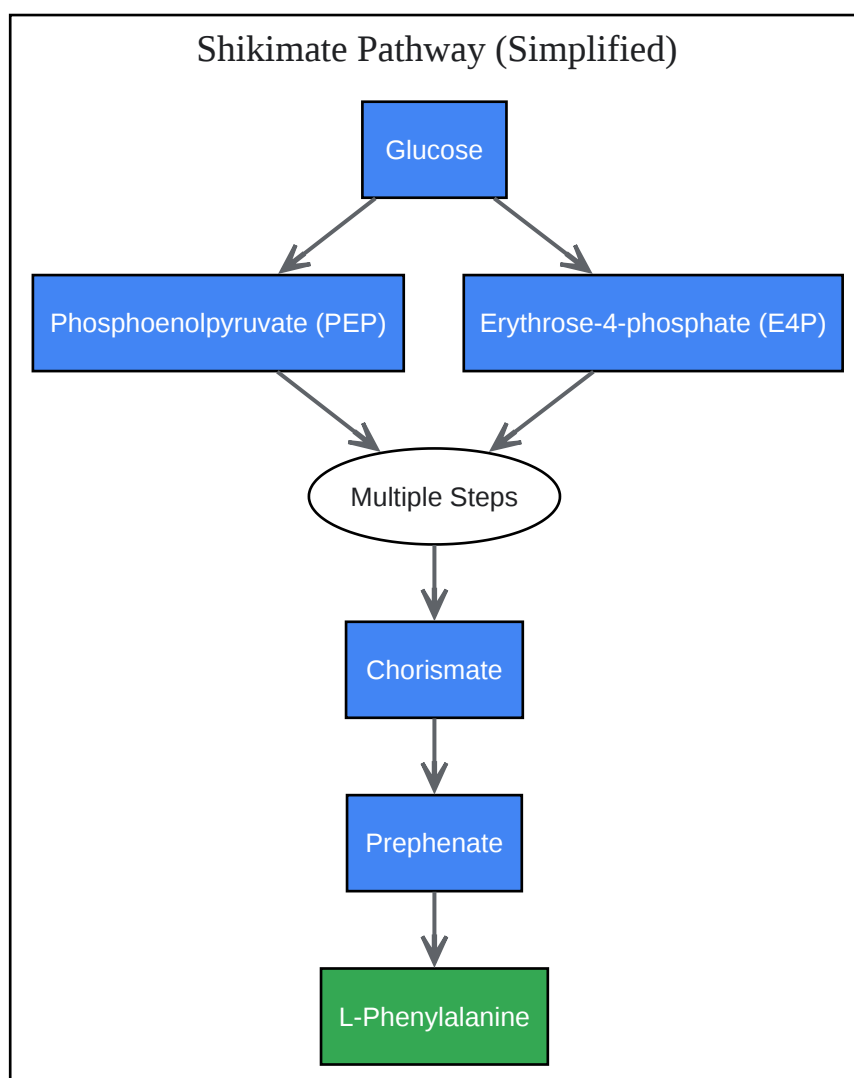 Shikimate Pathway (Simplified)
Glucose
Phosphoenolpyruvate (PEP)
Erythrose-4-phosphate (E4P)
Multiple Steps
Chorismate
Prephenate
L-Phenylalanine